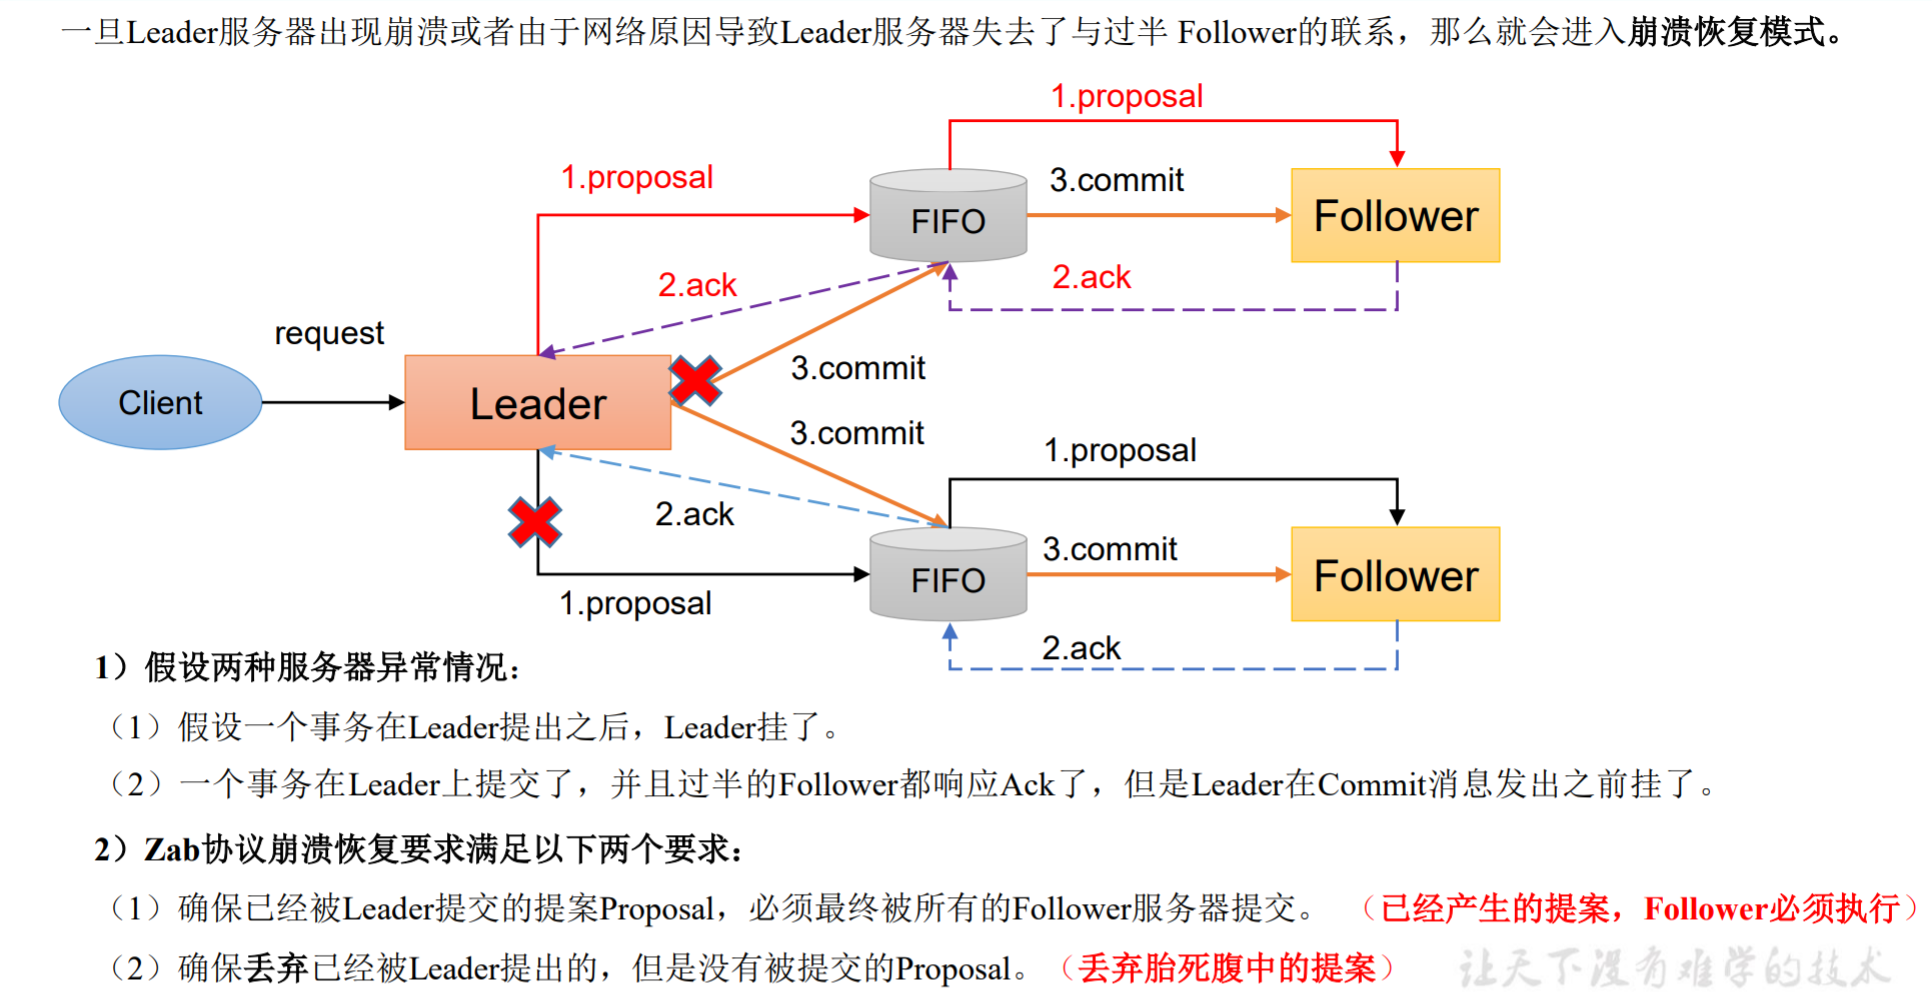 一旦Leader服务器出现崩溃或者由于网络原因导致Leader服务器失去了与过半 Follower的联系，那么就会进入崩溃恢复模式。
1.proposal
1.proposal
3.commit
FIFO
Follower
2.ack
2.ack
request
3.commit
Client
Leader
3.commit
1.proposal
2.ack
3.commit
FIFO
Follower
1.proposal
2.ack
1）假设两种服务器异常情况：
（1）假设一个事务在Leader提出之后，Leader挂了。
（2）一个事务在Leader上提交了，并且过半的Follower都响应Ack了，但是Leader在Commit消息发出之前挂了。
2）Zab协议崩溃恢复要求满足以下两个要求：
（1）确保已经被Leader提交的提案Proposal，必须最终被所有的Follower服务器提交。 （已经产生的提案，Follower必须执行）
（2）确保丢弃已经被Leader提出的，但是没有被提交的Proposal。（丢弃胎死腹中的提案）
让天下没有难学的技术